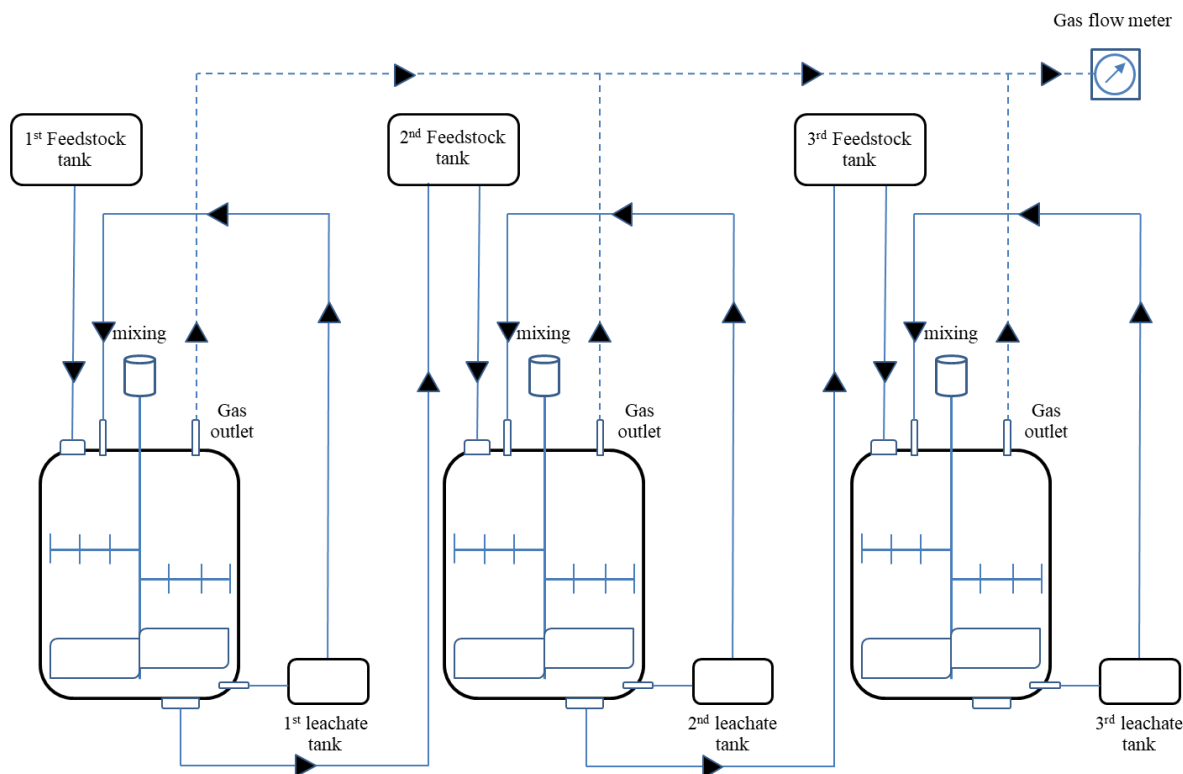 Gas flow meter
1st Feedstock
tank
2nd Feedstock
tank
3rd Feedstock
tank
mixing
mixing
mixing
Gas
outlet
Gas
outlet
Gas
outlet
1st leachate
tank
2nd leachate
tank
3rd leachate
tank